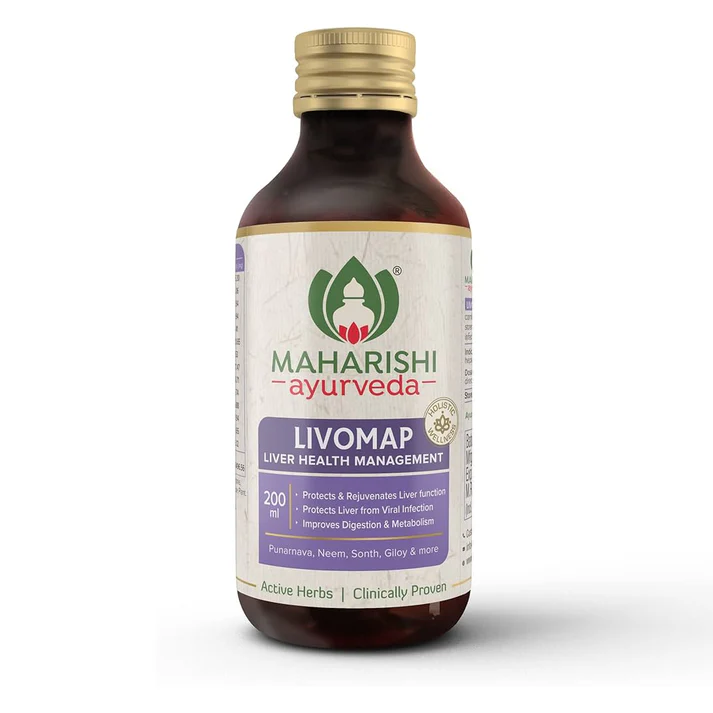 ®
MAHARISHI
ayurveda
HOLISTIC
WELLNESS
LIVOMAP
LIVER HEALTH MANAGEMENT
200
ml
• Protects & Rejuvenates Liver function
• Protects Liver from Viral Infection
• Improves Digestion & Metabolism
Punarnava, Neem, Sonth, Giloy & more
Active Herbs | Clinically Proven